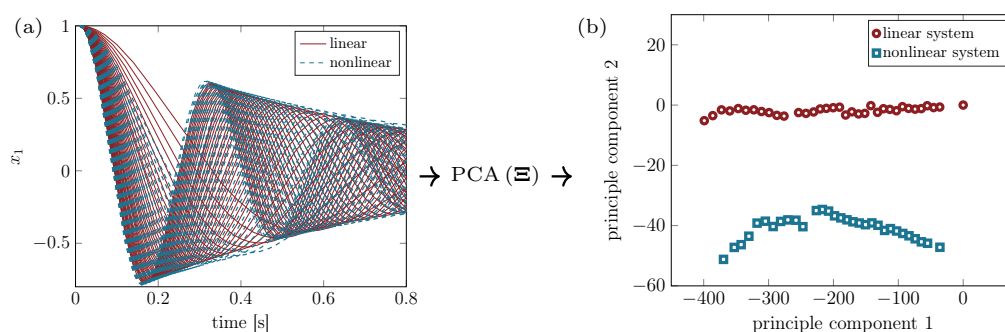 (a)
1
0.5
0
−0.5
x1
0
0.2
0.4
0.6
0.8
time [s]
linear
nonlinear
→ PCA (Ξ) →
(b)
20
0
−20
−40
−60
principle component 2
−400
−300
−200
−100
0
principle component 1
linear system
nonlinear system